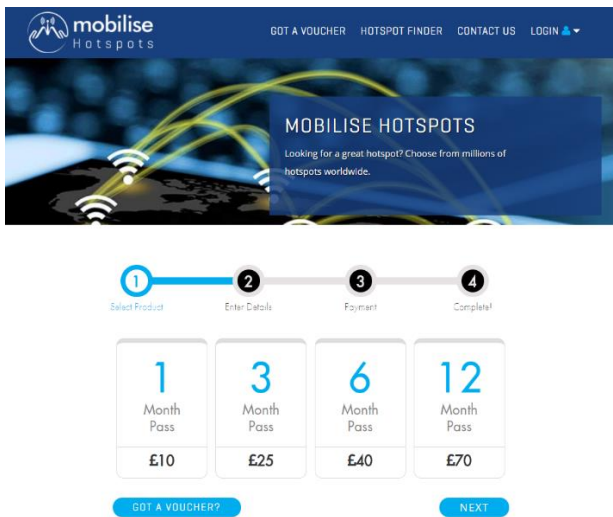 mobilise
Hotspots
GOT A VOUCHER HOTSPOT FINDER CONTACT US LOGIN
MOBILISE HOTSPOTS
Looking for a great hotspot? Choose from millions of
hotspots worldwide.
1 2 3 4
Select Product Enter Details Payment Complete!
1 3 6 12
Month Month Month Month
Pass Pass Pass Pass
£10 £25 £40 £70
GOT A VOUCHER? NEXT